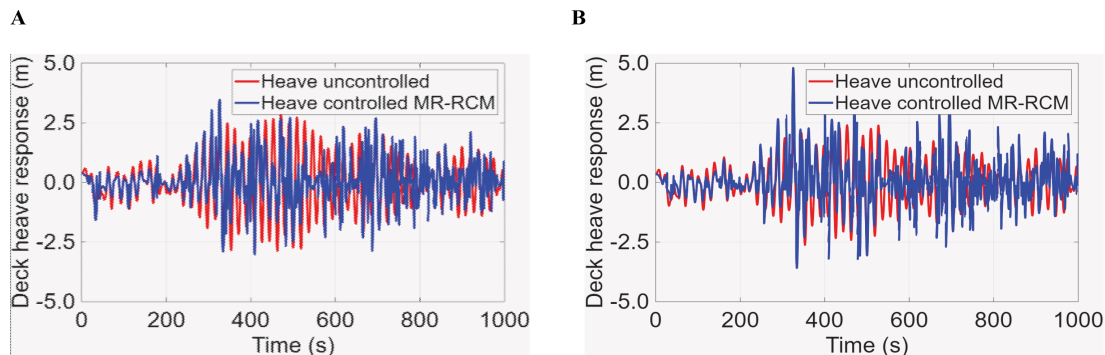 A
B
5.0
2.5
0.0
-2.5
-5.0
Deck heave response (m)
Heave uncontrolled
Heave controlled MR-RCM
0
200
400
600
800
1000
Time (s)
5.0
2.5
0.0
-2.5
-5.0
Deck heave response (m)
Heave uncontrolled
Heave controlled MR-RCM
0
200
400
600
800
1000
Time (s)